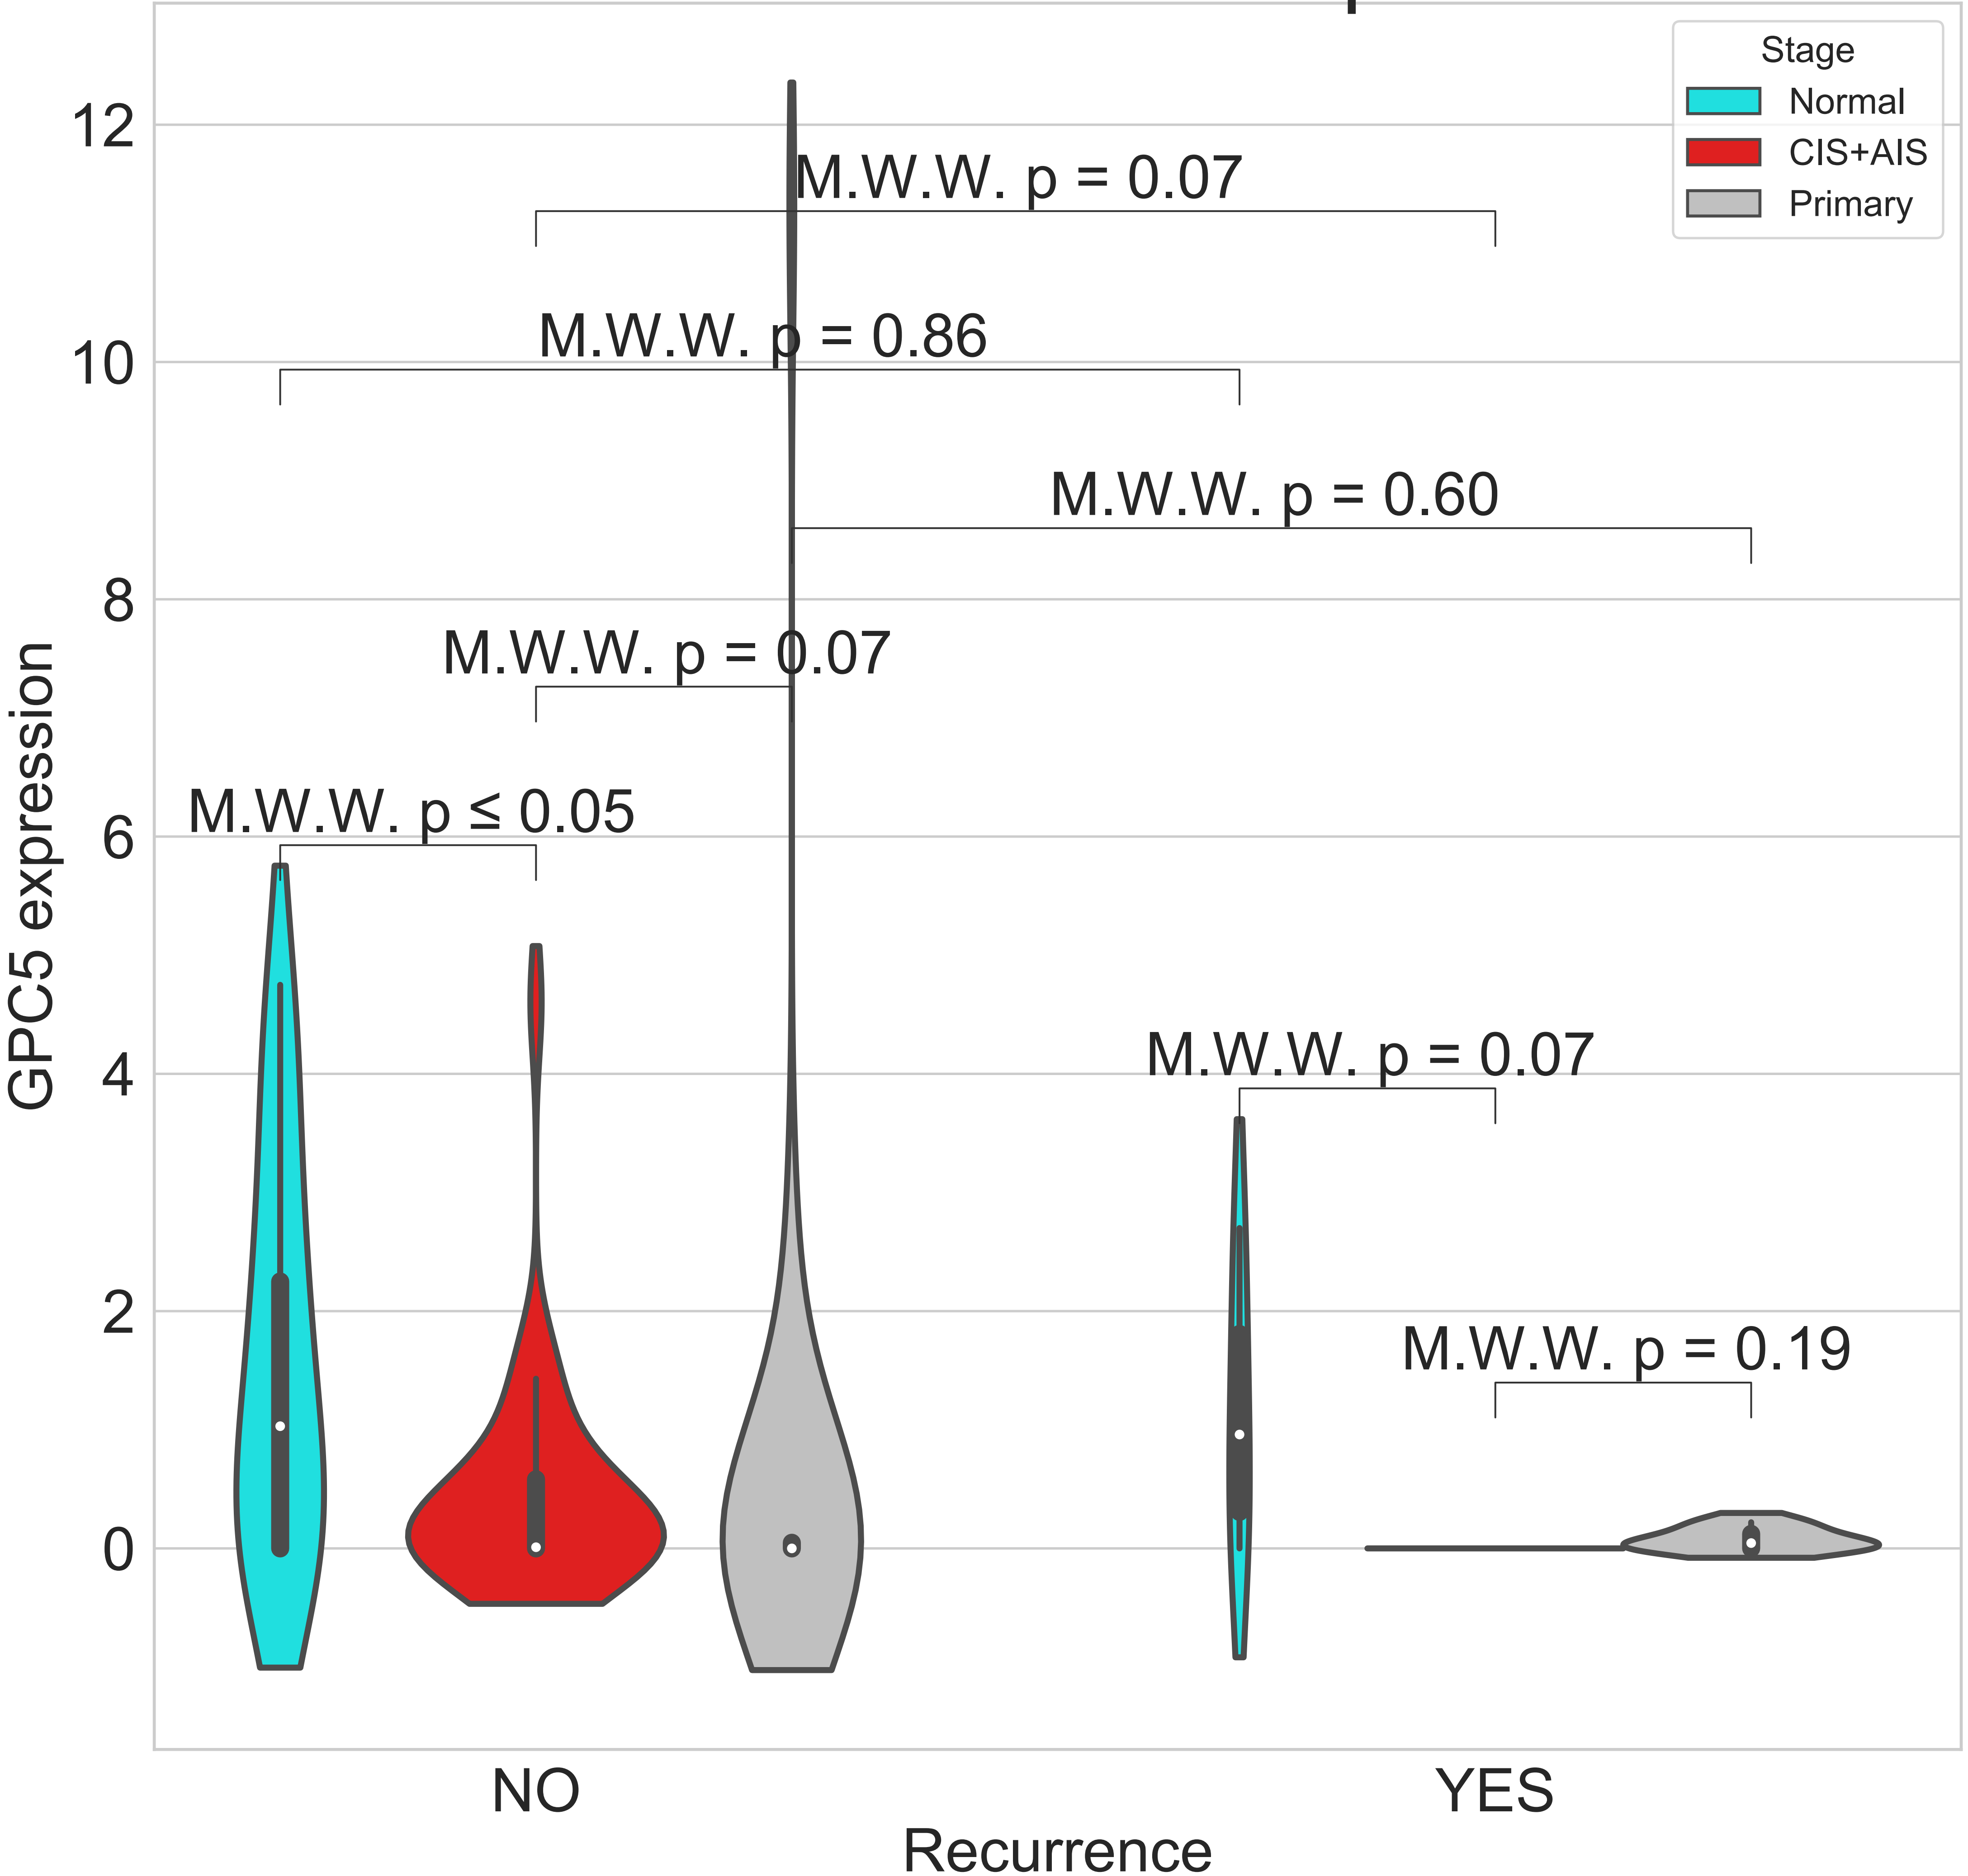 Stage
Normal
CIS+AIS
Primary
12
M.W.W. p = 0.07
10
M.W.W. p = 0.86
M.W.W. p = 0.60
8
M.W.W. p = 0.07
6
M.W.W. p ≤ 0.05
GPC5 expression
4
M.W.W. p = 0.07
2
M.W.W. p = 0.19
0
NO
YES
Recurrence